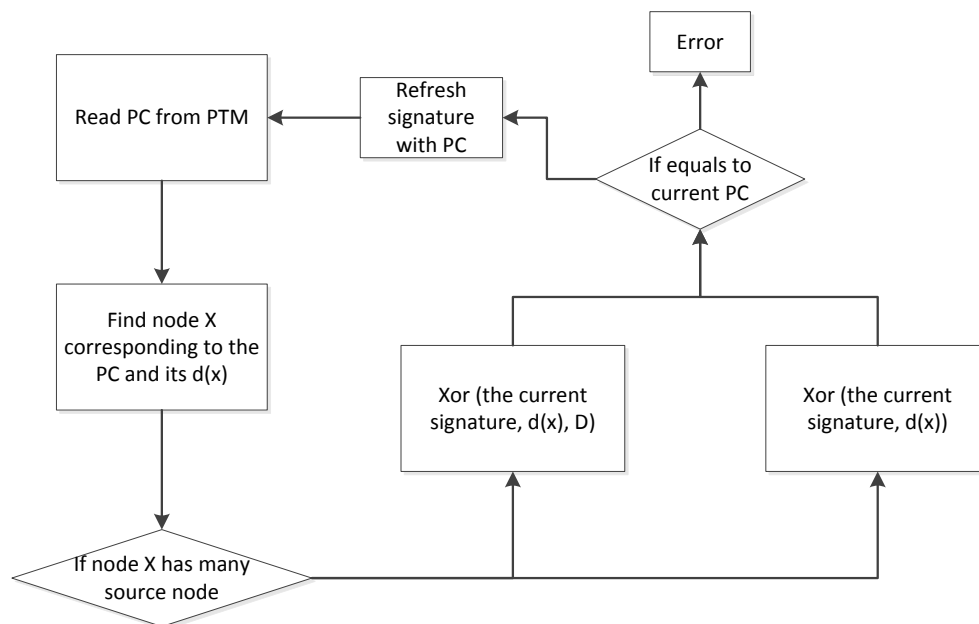 Error
Read PC from PTM
Refresh
signature
with PC
If equals to
current PC
Find node X
corresponding to the
PC and its d(x)
Xor (the current
signature, d(x), D)
Xor (the current
signature, d(x))
If node X has many
source node